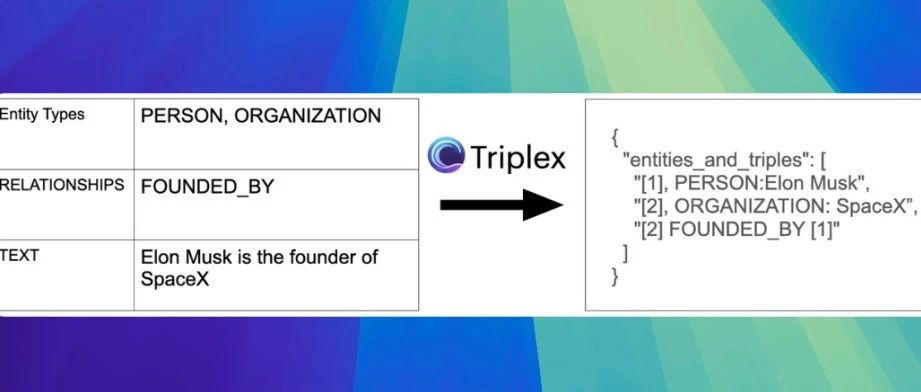 Entity Types
PERSON, ORGANIZATION
RELATIONSHIPS
FOUNDED_BY
TEXT
Elon Musk is the founder of
SpaceX
Triplex
{
"entities_and_triples": [
"[1], PERSON:Elon Musk",
"[2], ORGANIZATION: SpaceX”,
"[2] FOUNDED_BY [1]"
]
}